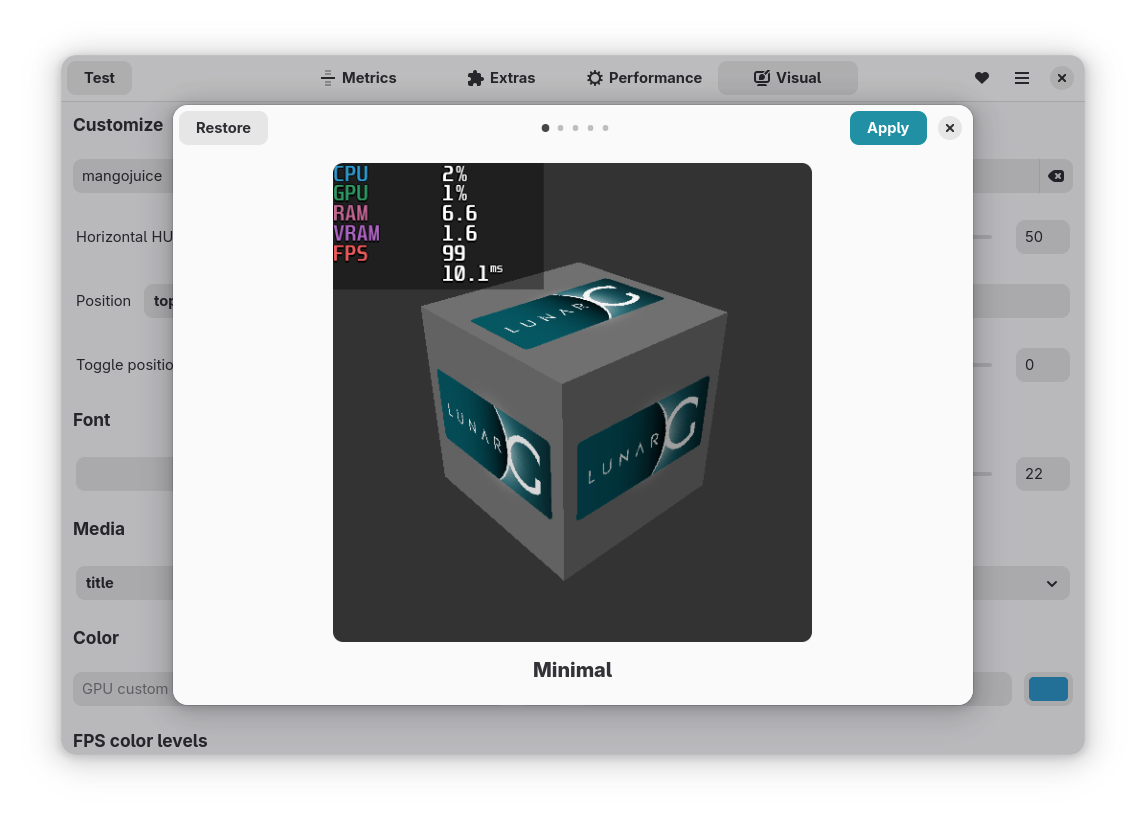 Test Metrics Extras Performance Visual
Customize
Restore Apply
mangojuice
Horizontal HU 50
Position top
Toggle positio 0
Font
22
Media
title
Color
GPU custom
FPS color levels
CPU 2%
GPU 1%
RAM 6.6
VRAM 1.6
FPS 99
10.1ms
LUNAR G
LUNAR G
LUNAR G
Minimal